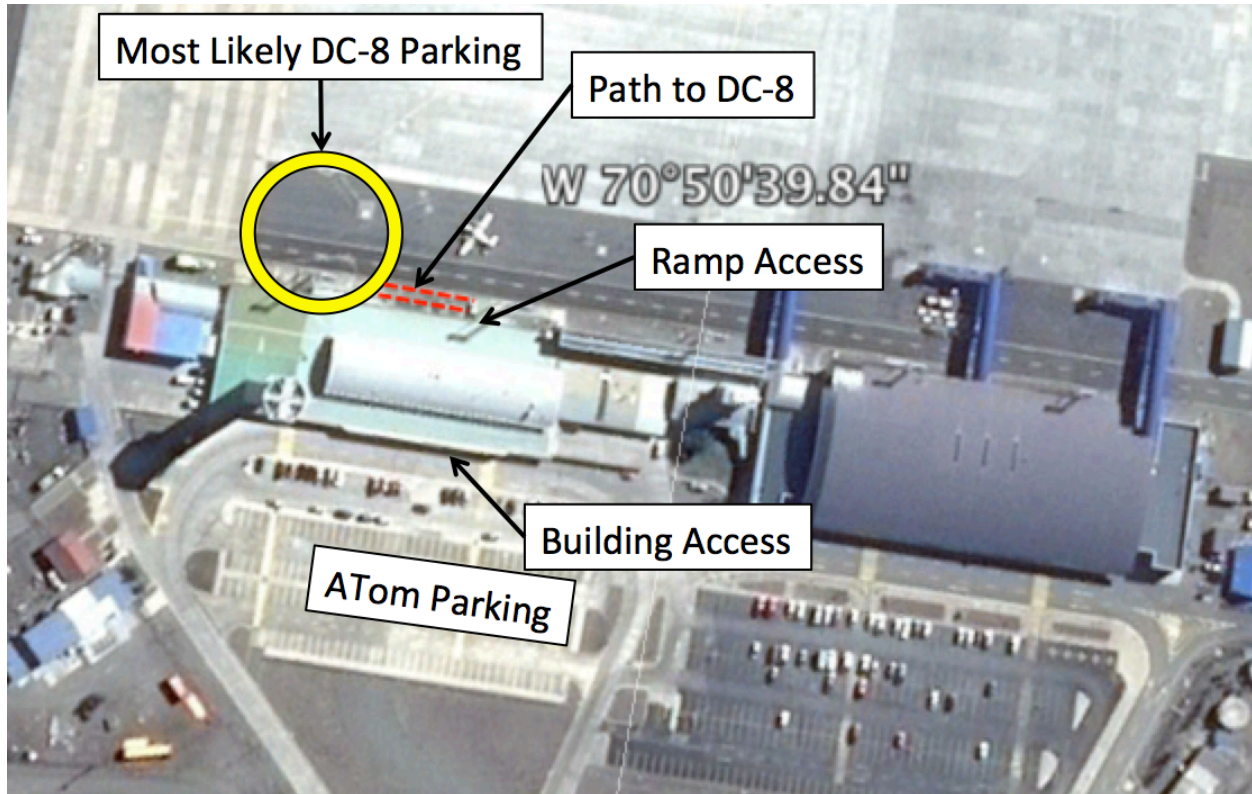 Most Likely DC-8 Parking
Path to DC-8
W 70°50'39.84"
Ramp Access
Building Access
ATom Parking